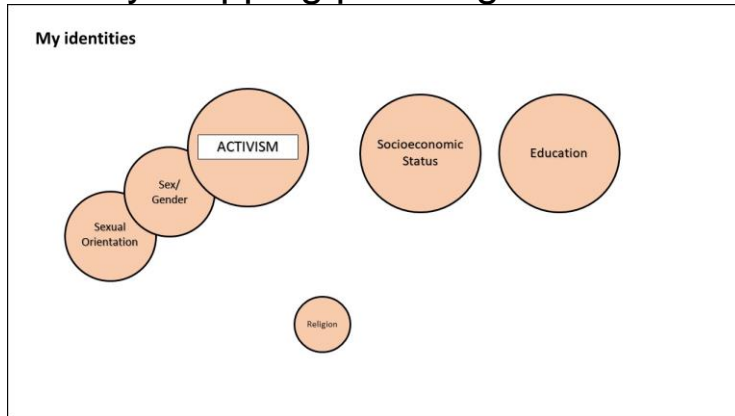 My identities
ACTIVISM
Socioeconomic
Status
Education
Sex/
Gender
Sexual
Orientation
Religion